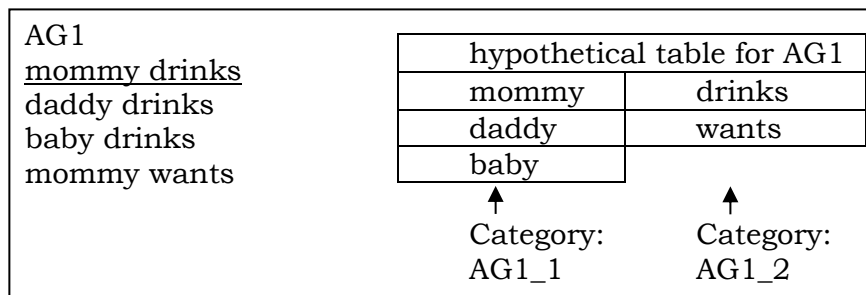 AG1
mommy drinks
daddy drinks
baby drinks
mommy wants
hypothetical table for AG1
mommy drinks
daddy wants
baby
Category: Category:
AG1_1 AG1_2